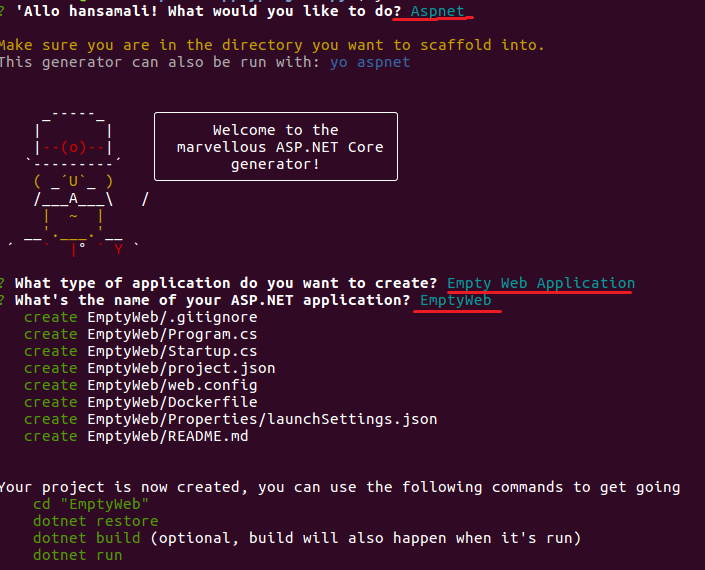 ? 'Allo hansamali! What would you like to do? Aspnet
Make sure you are in the directory you want to scaffold into.
This generator can also be run with: yo aspnet
     _-----_
    |       |
    |--(o)--|
   `---------´
    ( _´U`_ )
    /___A___\   /
     |  ~  |
   __'.___.'__
 ´   `  |° ´ Y `
Welcome to the
marvellous ASP.NET Core
generator!
? What type of application do you want to create? Empty Web Application
? What's the name of your ASP.NET application? EmptyWeb
create EmptyWeb/.gitignore
create EmptyWeb/Program.cs
create EmptyWeb/Startup.cs
create EmptyWeb/project.json
create EmptyWeb/web.config
create EmptyWeb/Dockerfile
create EmptyWeb/Properties/launchSettings.json
create EmptyWeb/README.md
Your project is now created, you can use the following commands to get going
cd "EmptyWeb"
dotnet restore
dotnet build (optional, build will also happen when it's run)
dotnet run